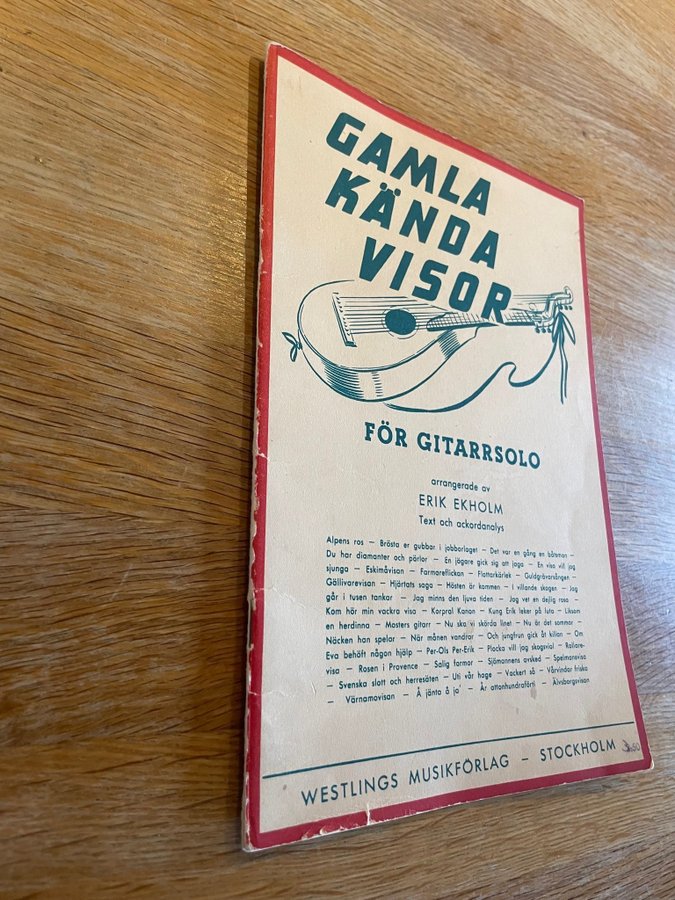 GAMLA
KÄNDA
VISOR
FÖR GITARRSOLO
arrangerade av
ERIK EKHOLM
Text och ackordanalys
Alpens ros – Brösta er gubbar i jobbarlaget – Det var en gång en båtsman –
Du har diamanter och pärlor – En jägare gick sig att jaga – En visa vill jag
sjunga – Eskimåvisan – Farmareflickan – Flottarkärlek – Guldgrävarsången –
Gällivarevisan – Hjärtats saga – Hösten är kommen – I villande skogen – Jag
går i tusen tankar – Jag minns den ljuva tiden – Jag vet en dejlig rosa –
Kom hör min vackra visa – Korpral Kanon – Kung Erik leker på luta – Liksom
en herdinna – Mosters gitarr – Nu ska vi skörda linet – Nu är det sommar –
Näcken han spelar – När månen vandrar – Och jungfrun gick åt killan – Om
Eva behöft någon hjälp – Per-Ols Per-Erik – Plocka vill jag skogsviol – Rallare-
visa – Rosen i Provence – Salig farmor – Sjömannens avsked – Spelmansvisa
– Svenska slott och herresäten – Uti vår hage – Vackert så – Vårvindar friska
– Värnamovisan – Å jänta å ja' – Är attonhundraförti – Älvsborgsvisan
WESTLINGS MUSIKFÖRLAG – STOCKHOLM